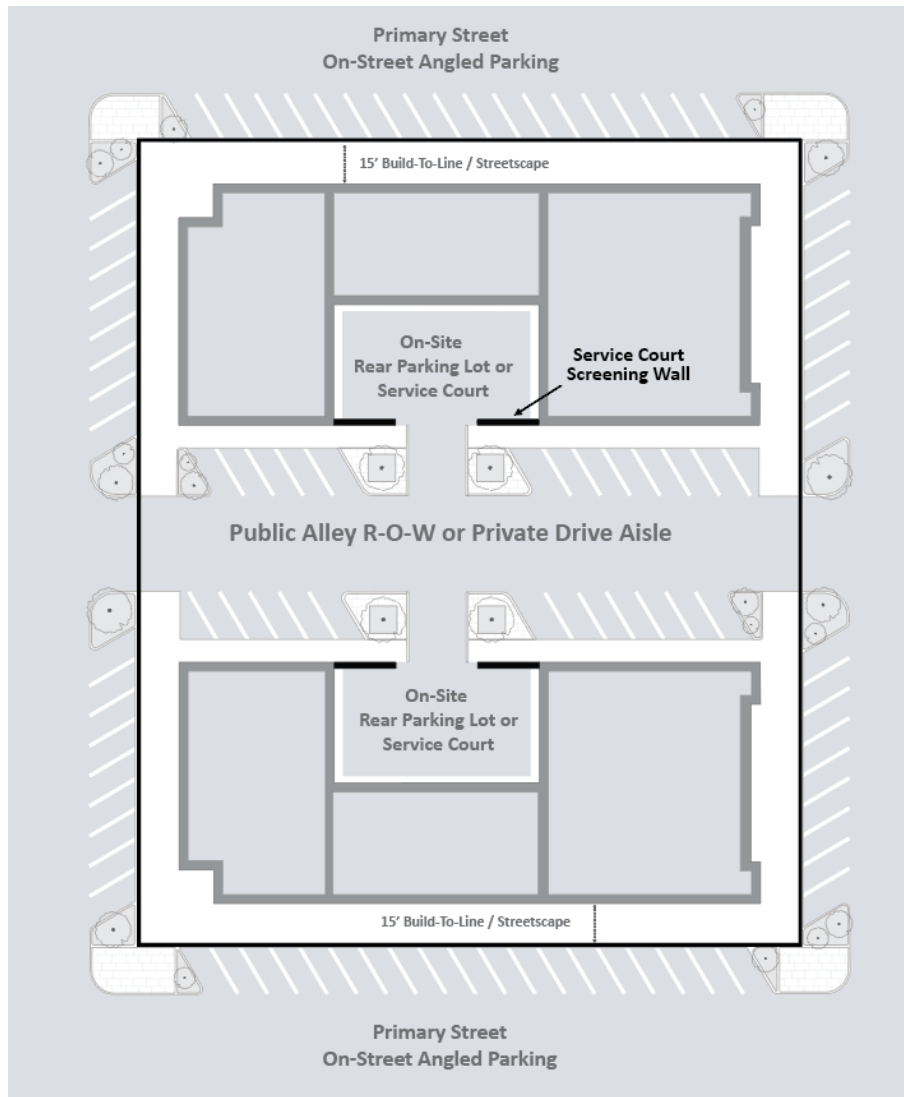 Primary Street
On-Street Angled Parking
15' Build-To-Line / Streetscape
On-Site
Rear Parking Lot or
Service Court
Service Court
Screening Wall
Public Alley R-O-W or Private Drive Aisle
On-Site
Rear Parking Lot or
Service Court
15' Build-To-Line / Streetscape
Primary Street
On-Street Angled Parking